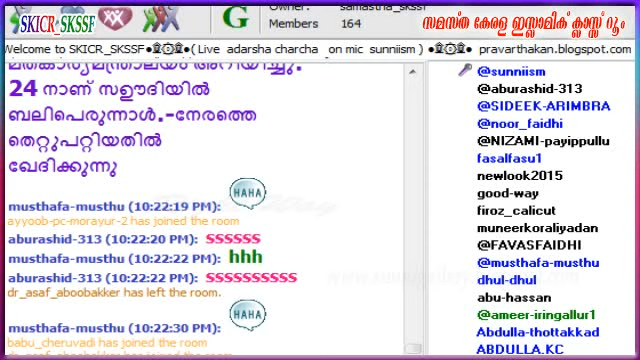 SKICR_SKSSF
G
Owner
samastha_skssf
Members 164
സമസ്ത കേരള ഇസ്ലാമിക് ക്ലാസ്സ് റൂം
Welcome to SKICR_SKSSF●۩۞۩●( Live adarsha charcha on mic sunniism ) ●۩۞۩● pravarthakan.blogspot.com
മതകാര്യമന്ത്രാലയം അറിയിച്ചു.
24 നാണ് സഊദിയിൽ
ബലിപെരുന്നാൾ.-നേരത്തെ
തെറ്റുപറ്റിയതിൽ
ഖേദിക്കുന്നു
musthafa-musthu (10:22:19 PM): HAHA
ayyoob-pc-morayur-2 has joined the room
aburashid-313 (10:22:20 PM): SSSSSS
musthafa-musthu (10:22:22 PM): hhh
aburashid-313 (10:22:22 PM): SSSSSSSSSS
dr_asaf_aboobakker has left the room.
musthafa-musthu (10:22:30 PM): HAHA
babu_cheruvadi has joined the room
@sunniism
@aburashid-313
@SIDEEK-ARIMBRA
@noor_faidhi
@NIZAMI-payippullu
fasalfasu1
newlook2015
good-way
firoz_calicut
muneerkoraliyadan
@FAVASFAIDHI
@musthafa-musthu
dhul-dhul
abu-hassan
@ameer-iringallur1
Abdulla-thottakkad
ABDULLA.KC